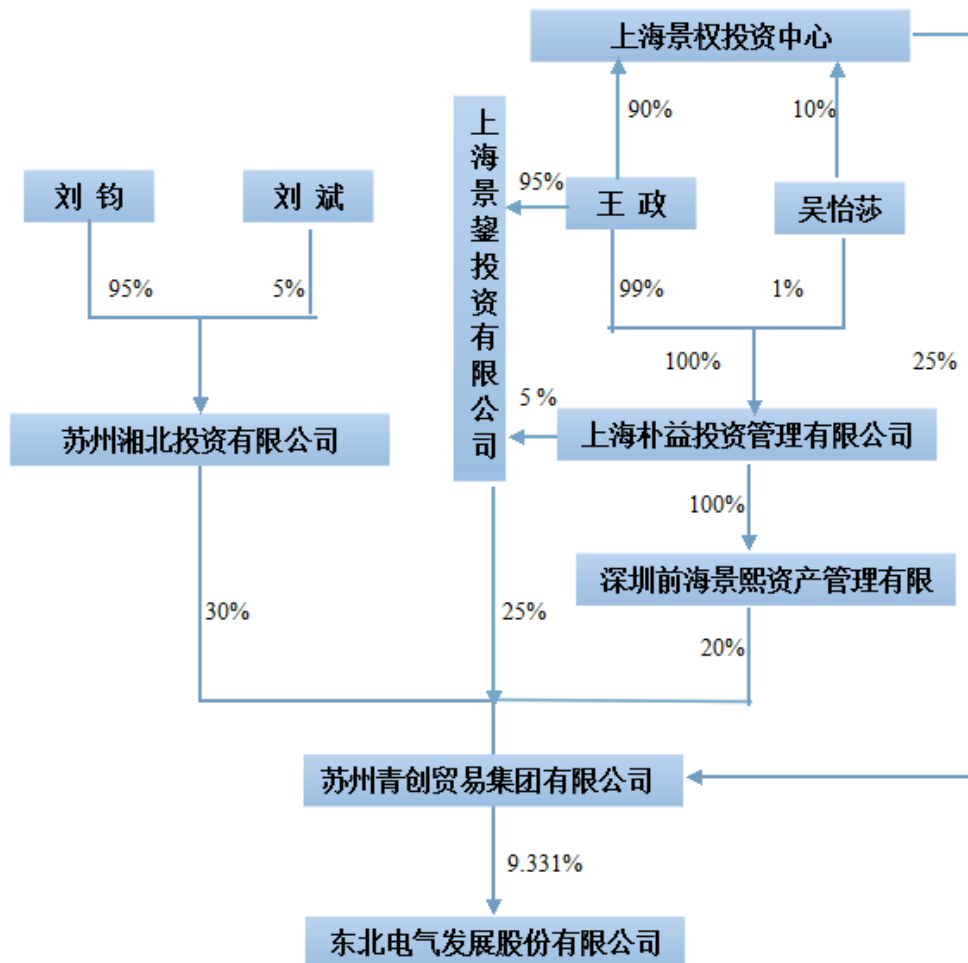 上海景权投资中心
90%
10%
上海景鋆投资有限公司
刘 钧
刘 斌
95%
王 政
吴怡莎
95%
5%
99%
1%
100%
25%
5 %
苏州湘北投资有限公司
上海朴益投资管理有限公司
100%
深圳前海景熙资产管理有限
30%
25%
20%
苏州青创贸易集团有限公司
9.331%
东北电气发展股份有限公司